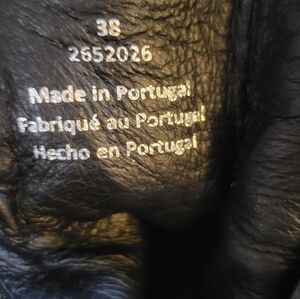 38
2652026
Made in Portugal
Fabriqué au Portugal
Hecho en Portugal